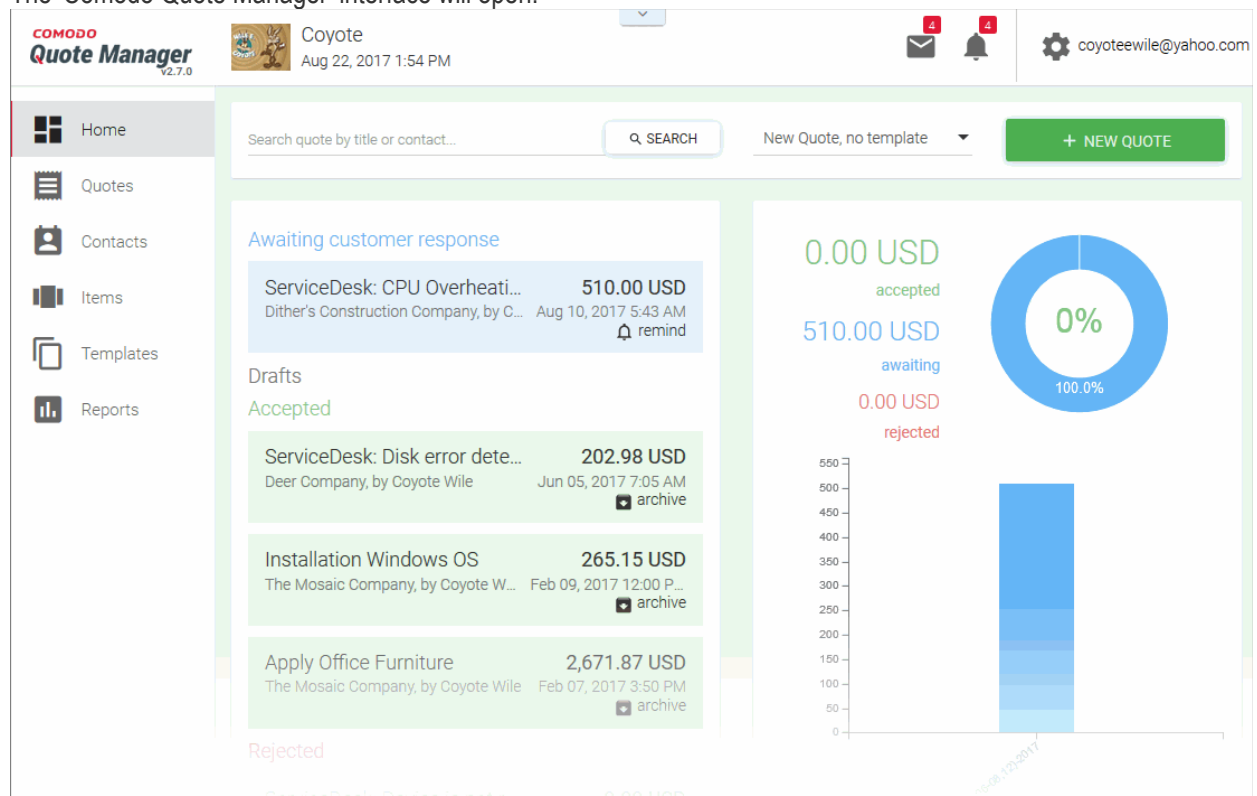 The 'Comodo Quote Manager' interface will open.
COMODO
Quote Manager
v2.7.0
Coyote
Aug 22, 2017 1:54 PM
4
4
coyoteewile@yahoo.com
Home
Quotes
Contacts
Items
Templates
Reports
Search quote by title or contact...
SEARCH
New Quote, no template
+ NEW QUOTE
Awaiting customer response
ServiceDesk: CPU Overheati... 510.00 USD
Dither's Construction Company, by C... Aug 10, 2017 5:43 AM
remind
Drafts
Accepted
ServiceDesk: Disk error dete... 202.98 USD
Deer Company, by Coyote Wile Jun 05, 2017 7:05 AM
archive
Installation Windows OS 265.15 USD
The Mosaic Company, by Coyote W... Feb 09, 2017 12:00 P...
archive
Apply Office Furniture 2,671.87 USD
The Mosaic Company, by Coyote Wile Feb 07, 2017 3:50 PM
archive
Rejected
0.00 USD
accepted
510.00 USD
awaiting
0.00 USD
rejected
0%
100.0%
550
500
450
400
350
300
250
200
150
100
50
0